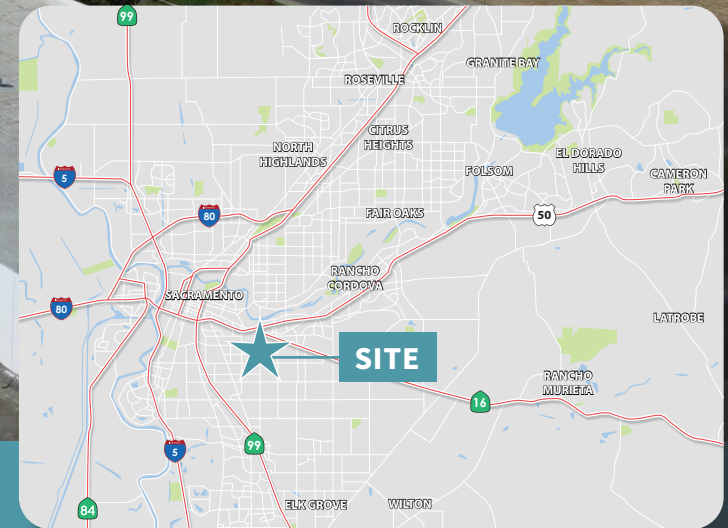 99
ROCKLIN
GRANITE BAY
ROSEVILLE
CITRUS
HEIGHTS
NORTH
HIGHLANDS
EL DORADO
HILLS
FOLSOM
CAMERON
PARK
5
80
FAIR OAKS
50
RANCHO
CORDOVA
SACRAMENTO
80
LATROBE
SITE
RANCHO
MURIETA
16
99
5
ELK GROVE
WILTON
84